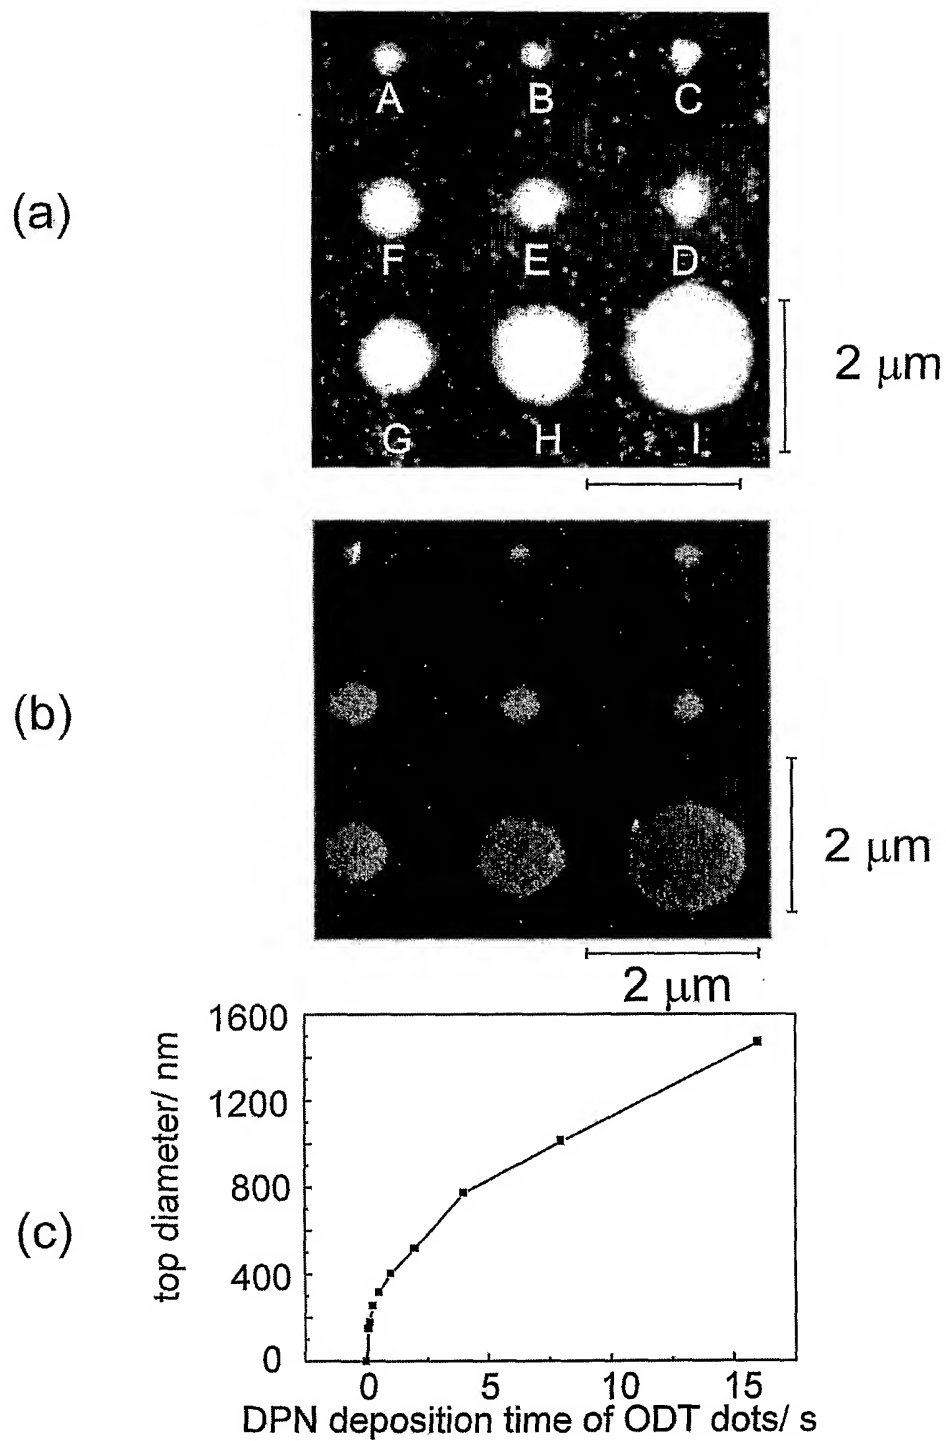 (a)
A B C
F E D
G H I
2 μm
(b)
2 μm
2 μm
(c)
top diameter/ nm
1600
1200
800
400
0
0 5 10 15
DPN deposition time of ODT dots/ s